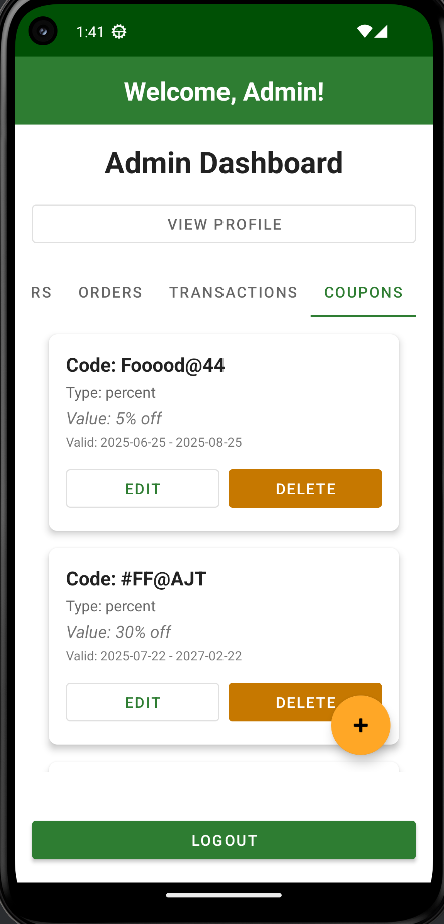 1:41
Welcome, Admin!
Admin Dashboard
VIEW PROFILE
RS ORDERS TRANSACTIONS COUPONS
Code: Fooood@44
Type: percent
Value: 5% off
Valid: 2025-06-25 - 2025-08-25
EDIT DELETE
Code: #FF@AJT
Type: percent
Value: 30% off
Valid: 2025-07-22 - 2027-02-22
EDIT DELETE
+
LOGOUT